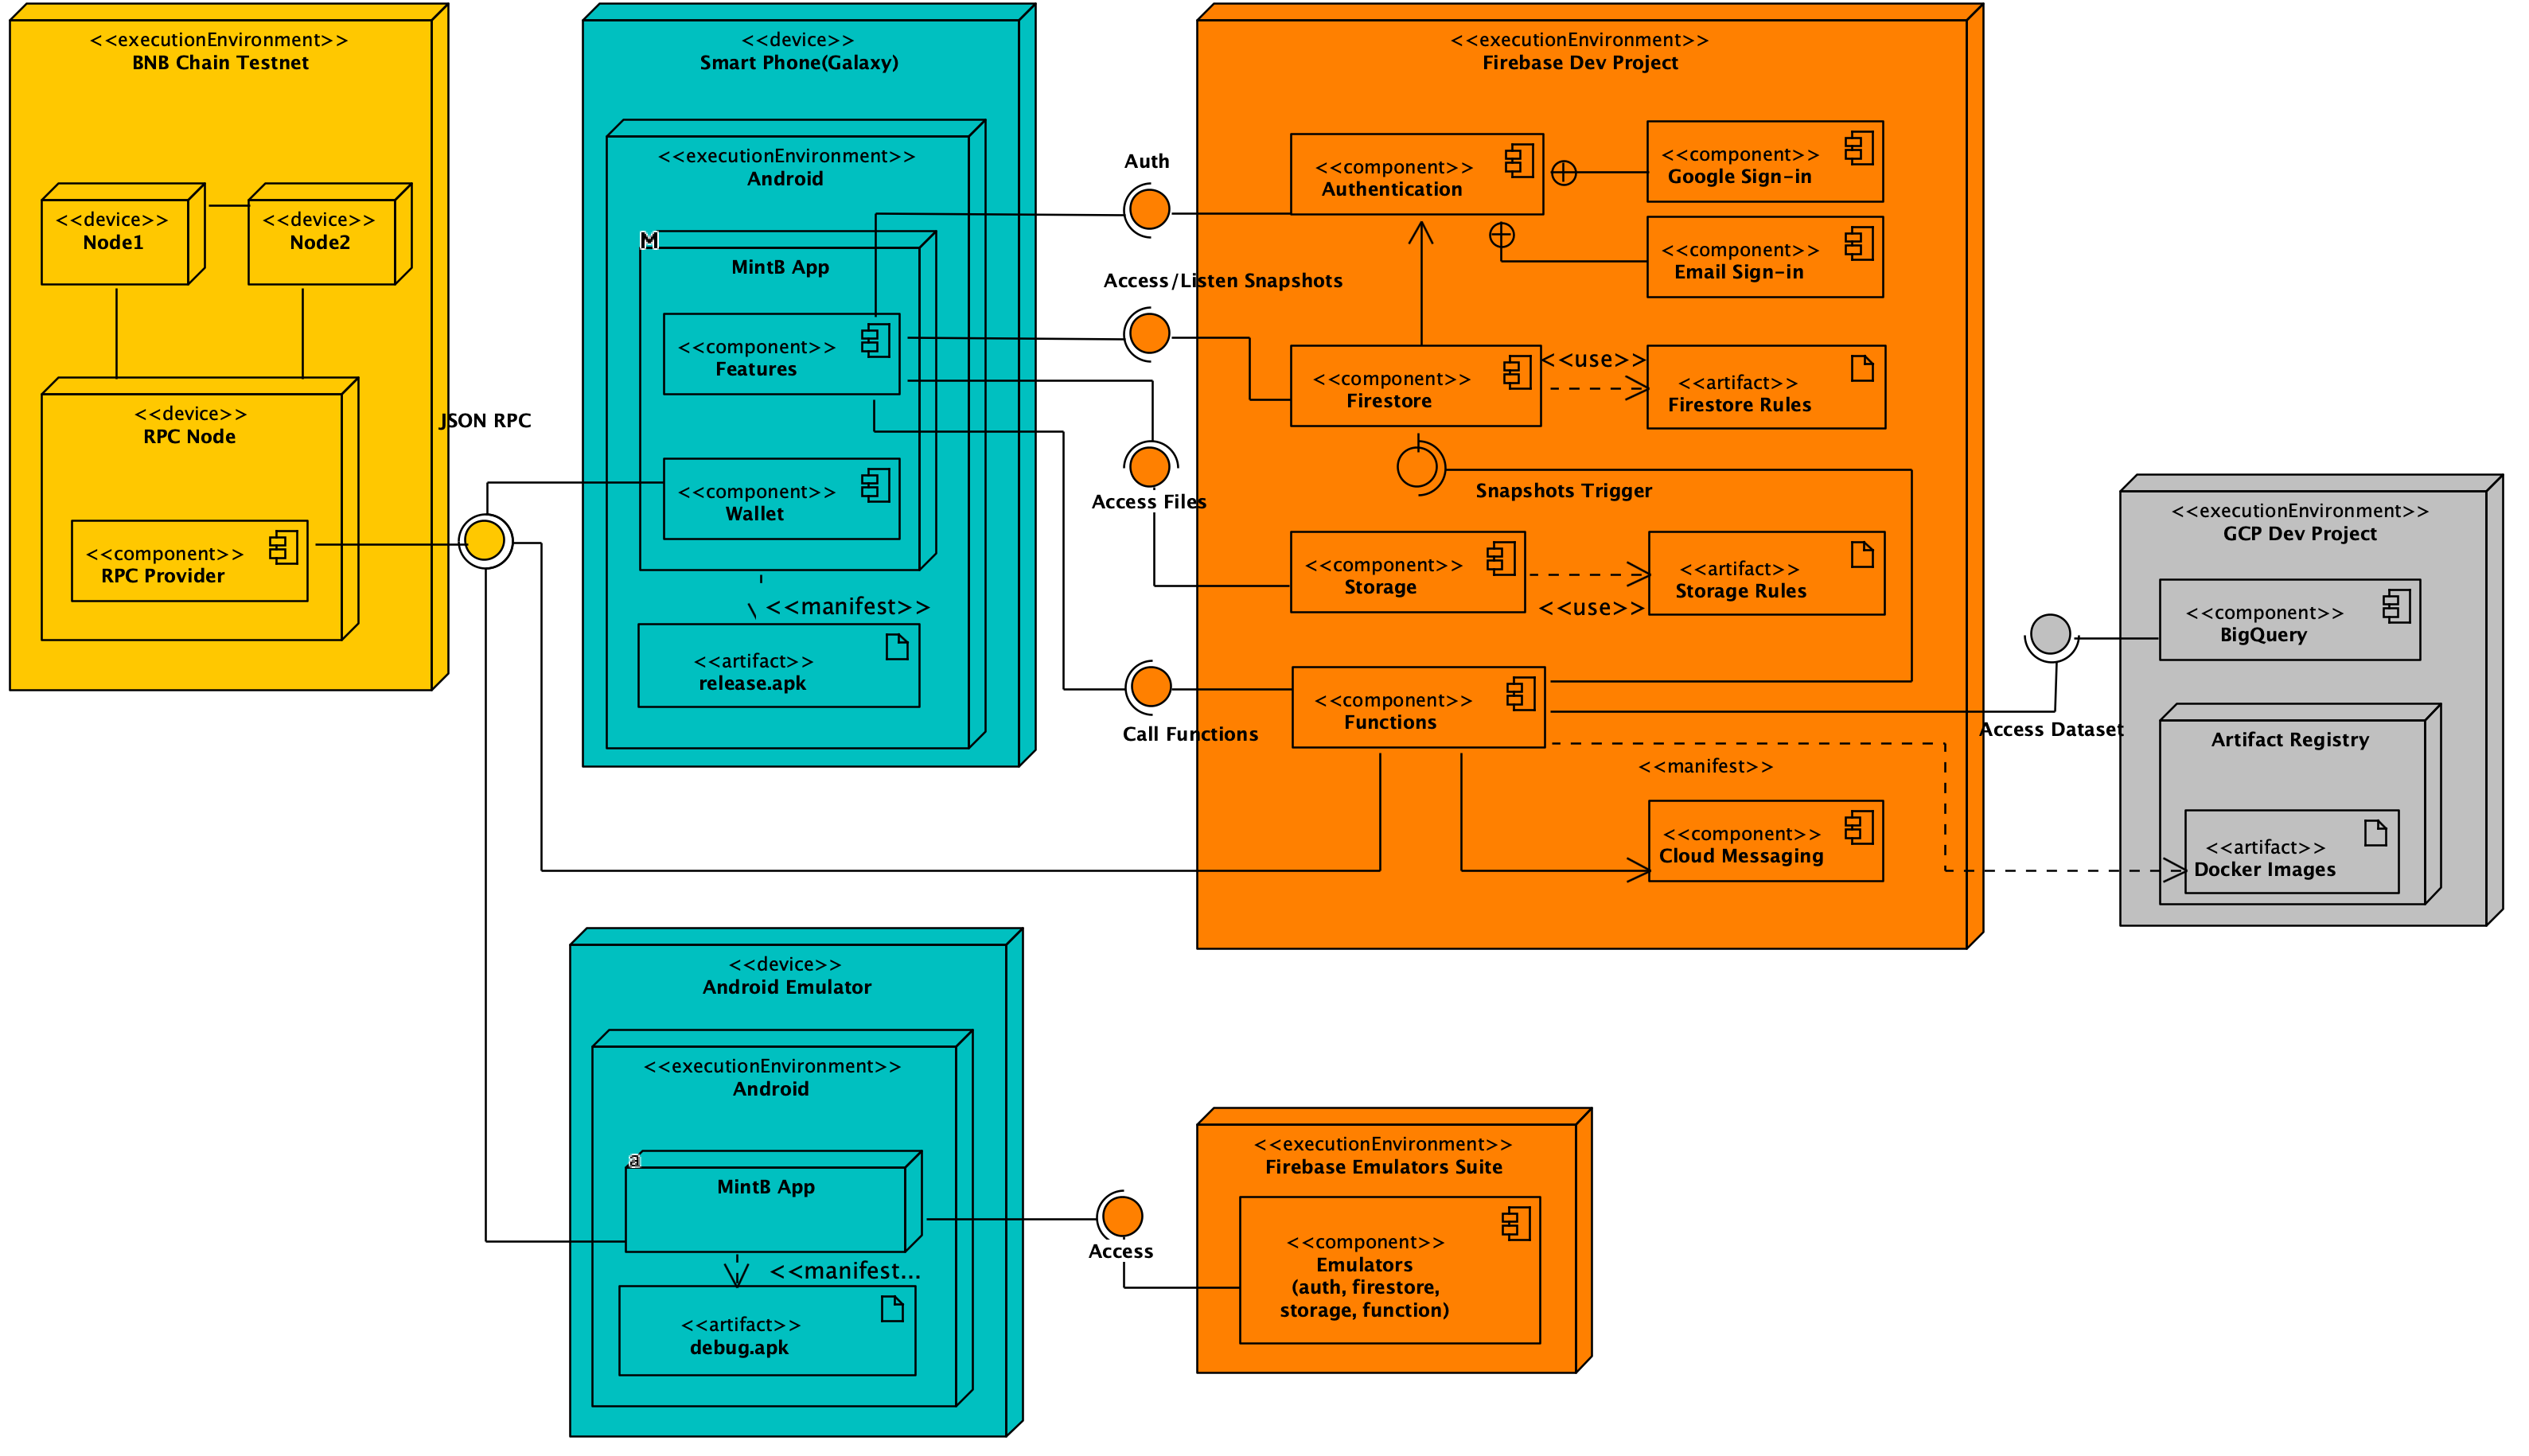 <<executionEnvironment>>
BNB Chain Testnet
<<device>>
Node1
<<device>>
Node2
<<device>>
RPC Node
<<component>>
RPC Provider
JSON RPC
<<device>>
Smart Phone(Galaxy)
<<executionEnvironment>>
Android
M
MintB App
<<component>>
Features
<<component>>
Wallet
<<manifest>>
<<artifact>>
release.apk
Auth
Access/Listen Snapshots
Access Files
Call Functions
<<executionEnvironment>>
Firebase Dev Project
<<component>>
Authentication
<<component>>
Google Sign-in
<<component>>
Email Sign-in
<<component>>
Firestore
<<use>>
<<artifact>>
Firestore Rules
Snapshots Trigger
<<component>>
Storage
<<use>>
<<artifact>>
Storage Rules
<<component>>
Functions
<<manifest>>
<<component>>
Cloud Messaging
Access Dataset
<<executionEnvironment>>
GCP Dev Project
<<component>>
BigQuery
Artifact Registry
<<artifact>>
Docker Images
<<device>>
Android Emulator
<<executionEnvironment>>
Android
a
MintB App
<<manifest...
<<artifact>>
debug.apk
Access
<<executionEnvironment>>
Firebase Emulators Suite
<<component>>
Emulators
(auth, firestore,
storage, function)